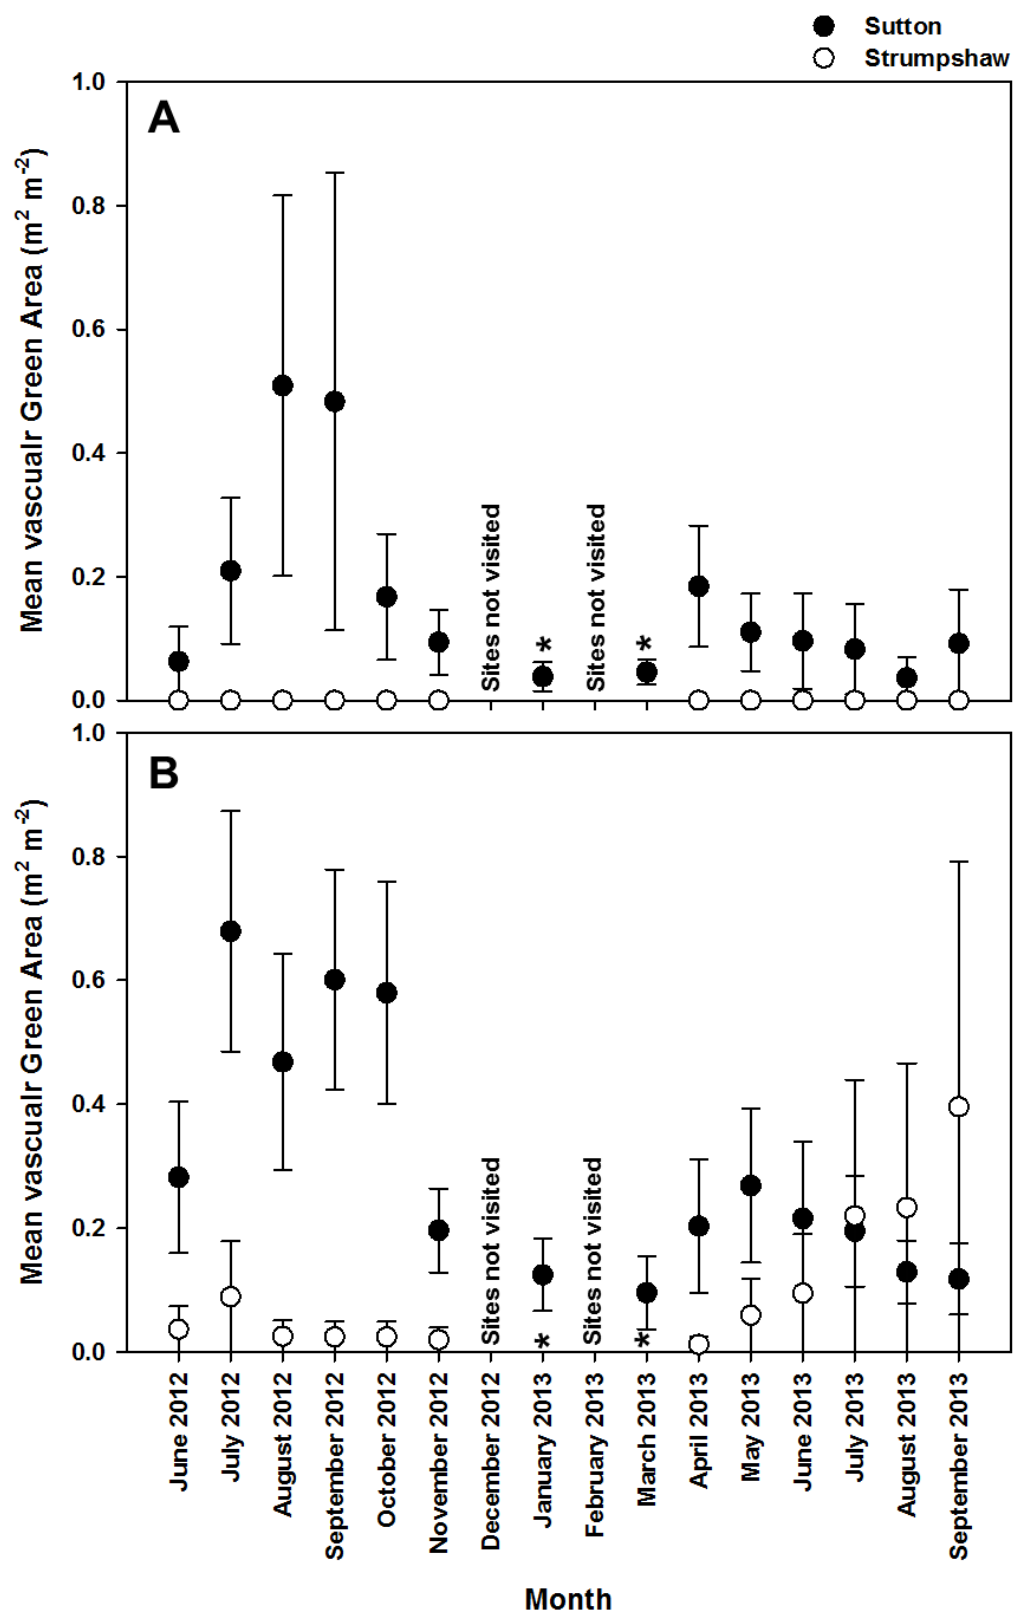 Sutton
Strumpshaw
A
Mean vascualr Green Area (m² m⁻²)
1.0
0.8
0.6
0.4
0.2
0.0
Sites not visited
Sites not visited
*
*
B
Mean vascualr Green Area (m² m⁻²)
1.0
0.8
0.6
0.4
0.2
0.0
Sites not visited
Sites not visited
*
*
June 2012
July 2012
August 2012
September 2012
October 2012
November 2012
December 2012
January 2013
February 2013
March 2013
April 2013
May 2013
June 2013
July 2013
August 2013
September 2013
Month